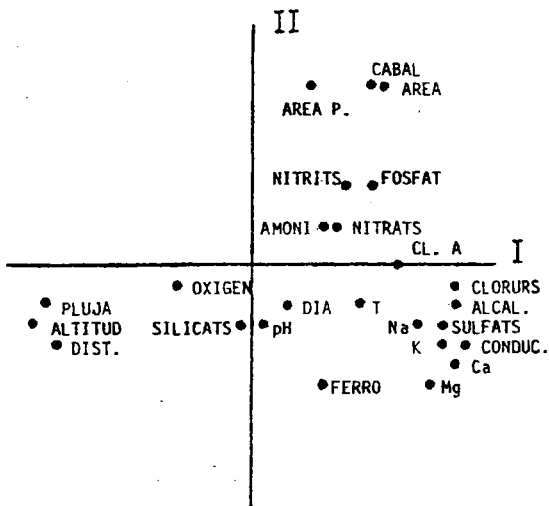 II
CABAL
AREA
AREA P.
NITRITS FOSFAT
AMONI NITRATS
CL. A I
OXIGEN CLORURS
PLUJA DIA T ALCAL.
ALTITUD SILICATS pH Na SULFATS
DIST. K CONDUC.
Ca
FERRO Mg